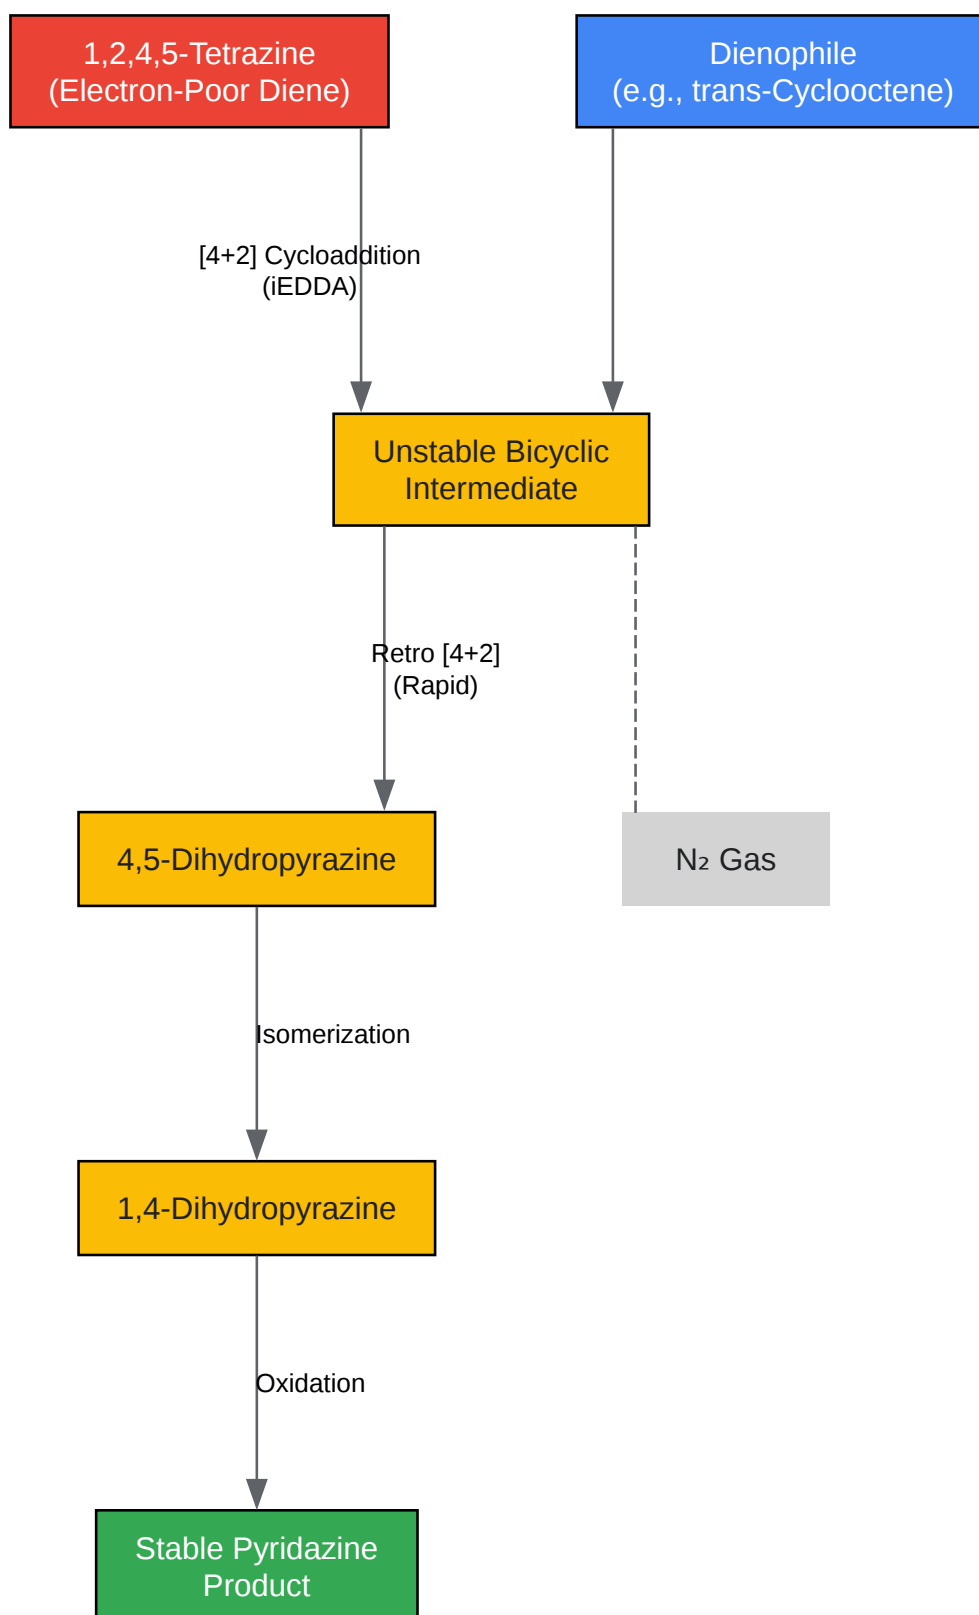 1,2,4,5-Tetrazine
(Electron-Poor Diene)
Dienophile
(e.g., trans-Cyclooctene)
[4+2] Cycloaddition
(iEDDA)
Unstable Bicyclic
Intermediate
Retro [4+2]
(Rapid)
4,5-Dihydropyrazine
N₂ Gas
Isomerization
1,4-Dihydropyrazine
Oxidation
Stable Pyridazine
Product